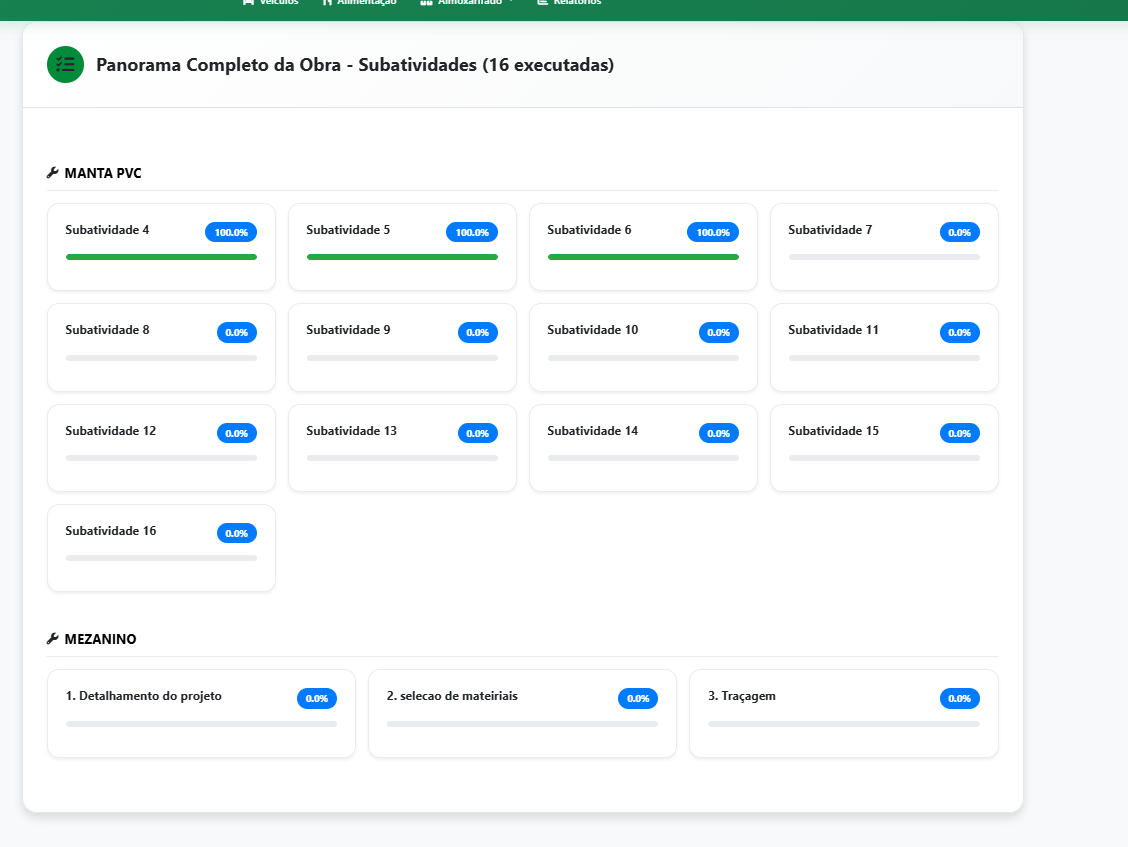 Veículos Alimentação Almoxarifado Relatórios
Panorama Completo da Obra - Subatividades (16 executadas)
MANTA PVC
Subatividade 4 100.0% Subatividade 5 100.0% Subatividade 6 100.0% Subatividade 7 0.0%
Subatividade 8 0.0% Subatividade 9 0.0% Subatividade 10 0.0% Subatividade 11 0.0%
Subatividade 12 0.0% Subatividade 13 0.0% Subatividade 14 0.0% Subatividade 15 0.0%
Subatividade 16 0.0%
MEZANINO
1. Detalhamento do projeto 0.0% 2. selecao de mateiriais 0.0% 3. Traçagem 0.0%